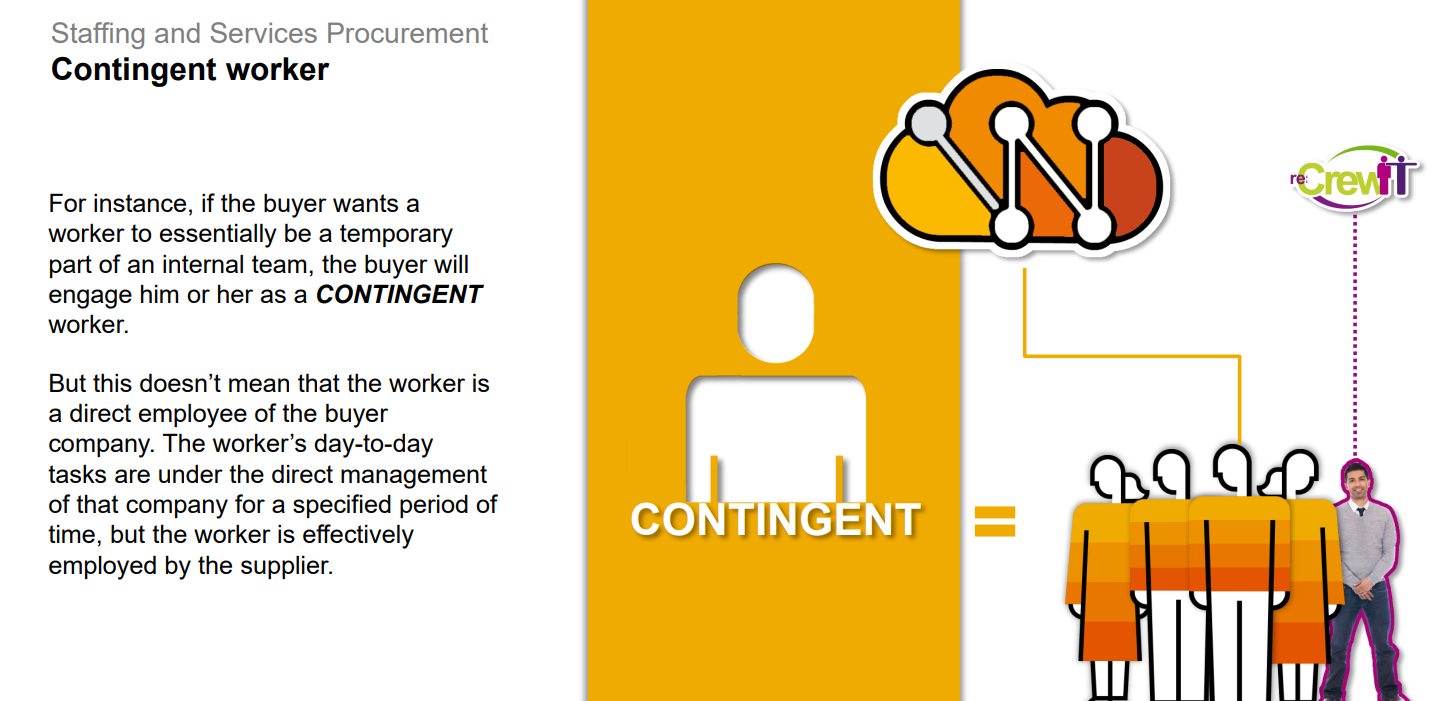 Staffing and Services Procurement
Contingent worker
For instance, if the buyer wants a
worker to essentially be a temporary
part of an internal team, the buyer will
engage him or her as a CONTINGENT
worker.
But this doesn’t mean that the worker is
a direct employee of the buyer
company. The worker’s day-to-day
tasks are under the direct management
of that company for a specified period of
time, but the worker is effectively
employed by the supplier.
CONTINGENT
=
re:CrewIT